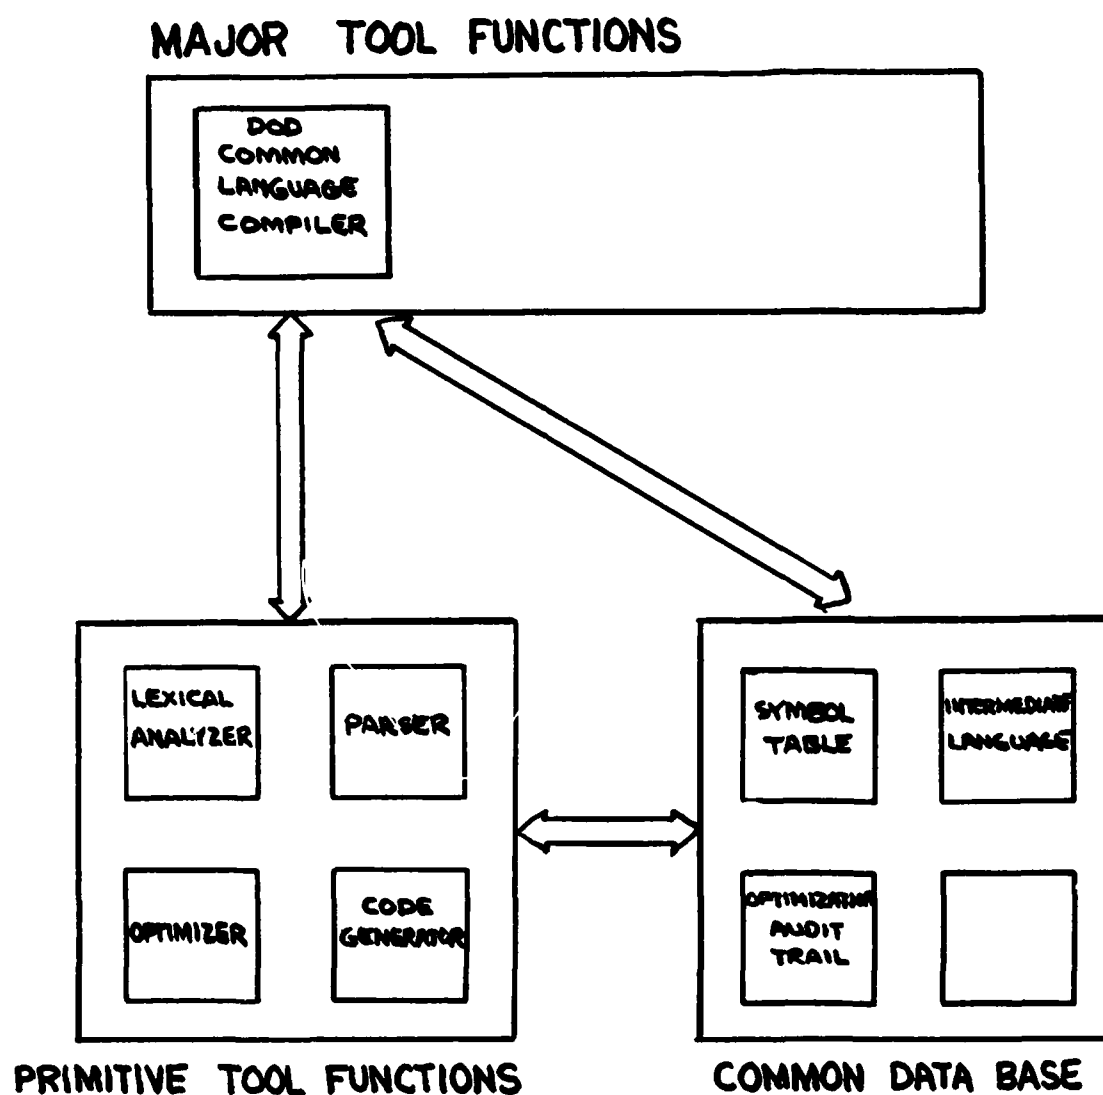 MAJOR TOOL FUNCTIONS
DOD
COMMON
LANGUAGE
COMPILER
LEXICAL
ANALYZER
PARSER
OPTIMIZER
CODE
GENERATOR
PRIMITIVE TOOL FUNCTIONS
SYMBOL
TABLE
INTERMEDIATE
LANGUAGE
OPTIMIZATION
AUDIT
TRAIL
COMMON DATA BASE